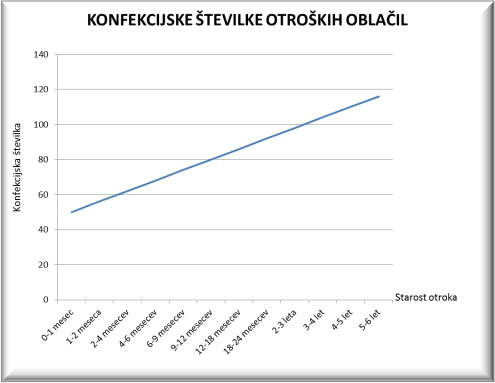 KONFEKCIJSKE ŠTEVILKE OTROŠKIH OBLAČIL
140
120
100
80
60
40
20
0
Konfekcijska številka
0-1 mesec
1-2 meseca
2-4 mesecev
4-6 mesecev
6-9 mesecev
9-12 mesecev
12-18 mesecev
18-24 mesecev
2-3 leta
3-4 let
4-5 let
5-6 let
Starost otroka